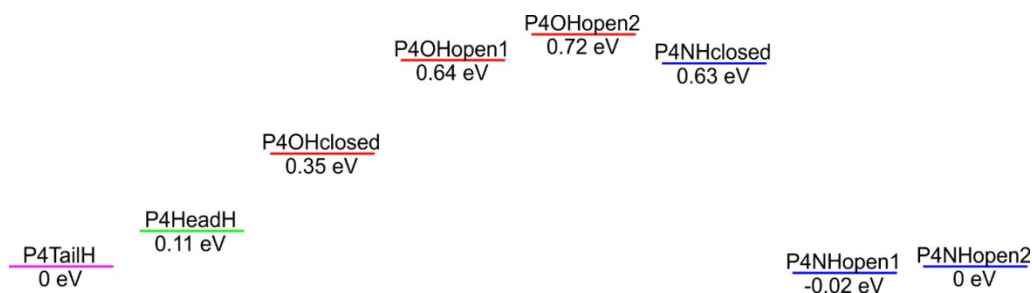 P4TailH
0 eV
P4HeadH
0.11 eV
P4OHclosed
0.35 eV
P4OHopen1
0.64 eV
P4OHopen2
0.72 eV
P4NHclosed
0.63 eV
P4NHopen1
-0.02 eV
P4NHopen2
0 eV